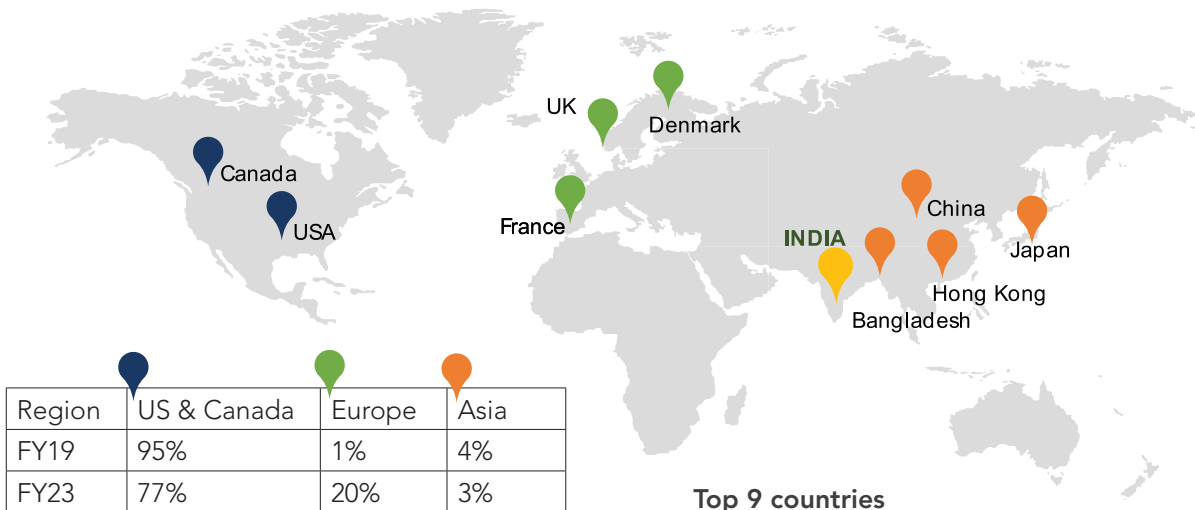 UK
Denmark
Canada
USA
France
China
INDIA
Japan
Hong Kong
Bangladesh
Region US & Canada Europe Asia
FY19 95% 1% 4%
FY23 77% 20% 3%
Top 9 countries